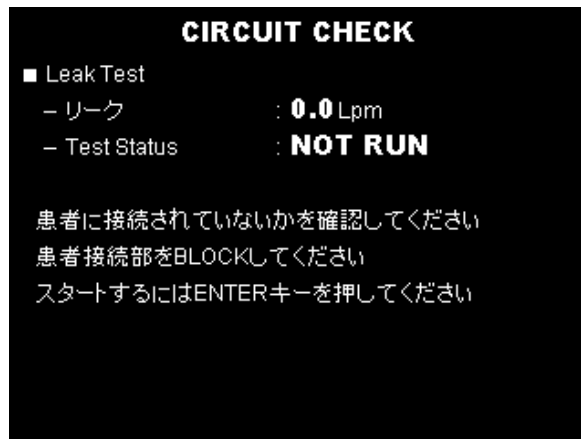 CIRCUIT CHECK
■ Leak Test
– リーク : 0.0 Lpm
– Test Status : NOT RUN
患者に接続されていないかを確認してください
患者接続部をBLOCKしてください
スタートするにはENTERキーを押してください